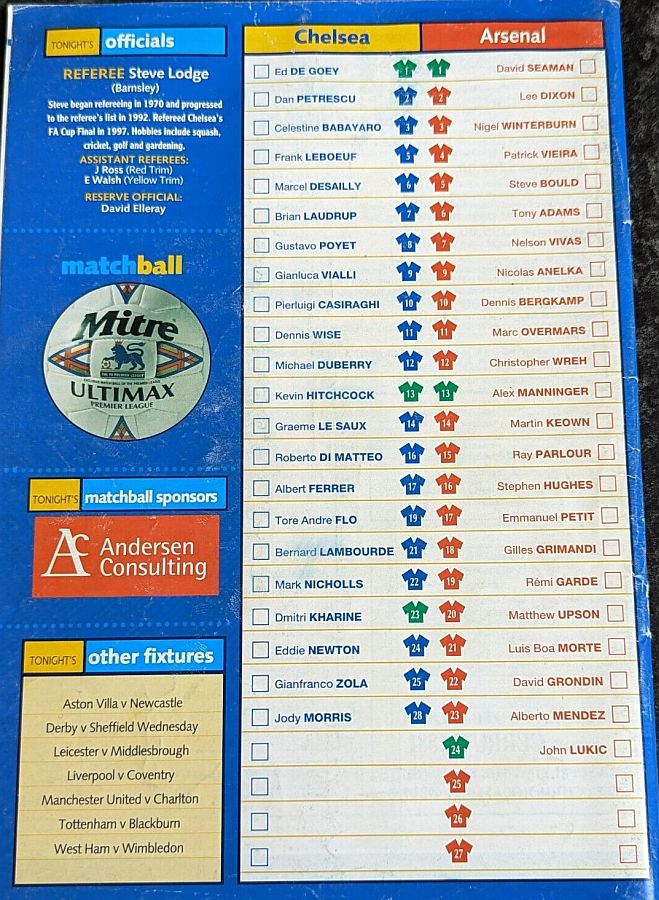 TONIGHT'S officials
REFEREE Steve Lodge
(Barnsley)
Steve began refereeing in 1970 and progressed
to the referee's list in 1992. Refereed Chelsea's
FA Cup Final in 1997. Hobbies include squash,
cricket, golf and gardening.
ASSISTANT REFEREES:
J Ross (Red Trim)
E Walsh (Yellow Trim)
RESERVE OFFICIAL:
David Elleray
matchball
Mitre
ULTIMAX
PREMIER LEAGUE
TONIGHT'S matchball sponsors
Ac Andersen
Consulting
TONIGHT'S other fixtures
Aston Villa v Newcastle
Derby v Sheffield Wednesday
Leicester v Middlesbrough
Liverpool v Coventry
Manchester United v Charlton
Tottenham v Blackburn
West Ham v Wimbledon
Chelsea Arsenal
Ed DE GOEY 1 1 David SEAMAN
Dan PETRESCU 2 2 Lee DIXON
Celestine BABAYARO 3 3 Nigel WINTERBURN
Frank LEBOEUF 5 4 Patrick VIEIRA
Marcel DESAILLY 6 5 Steve BOULD
Brian LAUDRUP 7 6 Tony ADAMS
Gustavo POYET 8 7 Nelson VIVAS
Gianluca VIALLI 9 9 Nicolas ANELKA
Pierluigi CASIRAGHI 10 10 Dennis BERGKAMP
Dennis WISE 11 11 Marc OVERMARS
Michael DUBERRY 12 12 Christopher WREH
Kevin HITCHCOCK 13 13 Alex MANNINGER
Graeme LE SAUX 14 14 Martin KEOWN
Roberto DI MATTEO 16 15 Ray PARLOUR
Albert FERRER 17 16 Stephen HUGHES
Tore Andre FLO 19 17 Emmanuel PETIT
Bernard LAMBOURDE 21 18 Gilles GRIMANDI
Mark NICHOLLS 22 19 Rémi GARDE
Dmitri KHARINE 23 20 Matthew UPSON
Eddie NEWTON 24 21 Luis Boa MORTE
Gianfranco ZOLA 25 22 David GRONDIN
Jody MORRIS 28 23 Alberto MENDEZ
24 John LUKIC
25
26
27